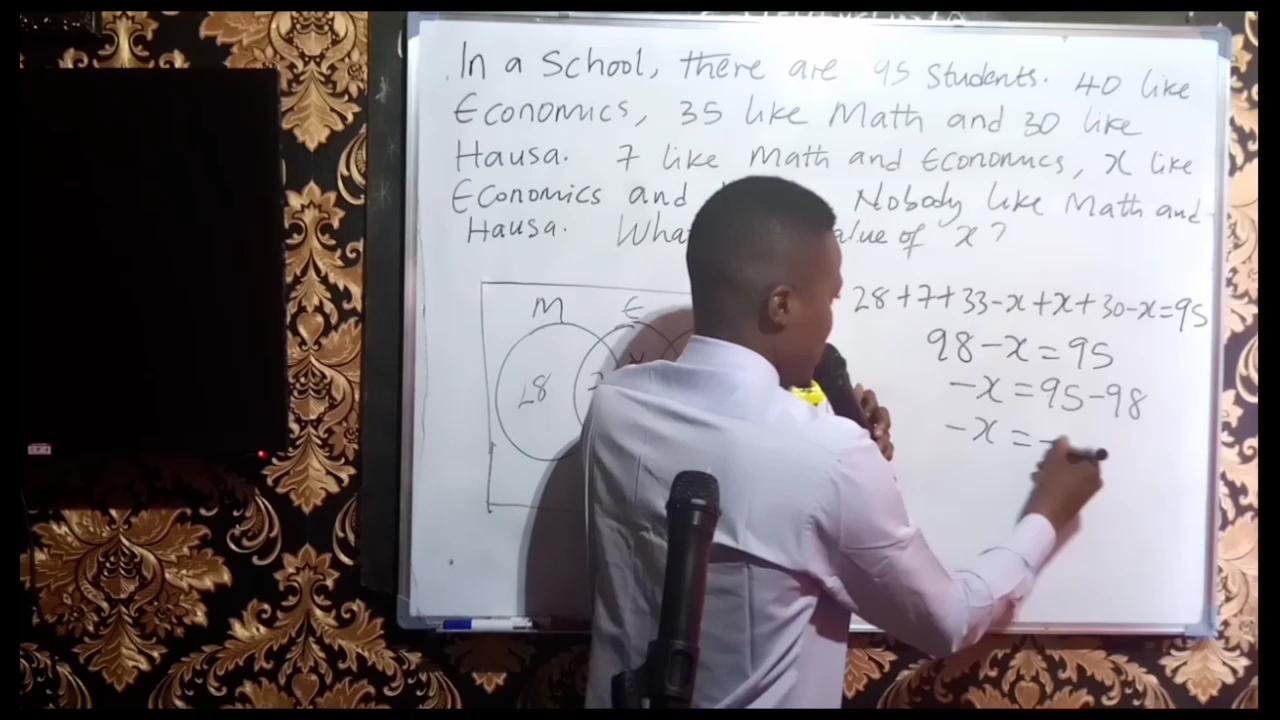 In a School, there are 95 Students. 40 like
Economics, 35 like Math and 30 like
Hausa. 7 like Math and Economics, x like
Economics and Nobody like Math and
Hausa. What value of x?
M E
28
28+7+33-x+x+30-x=95
98-x=95
-x=95-98
-x=-